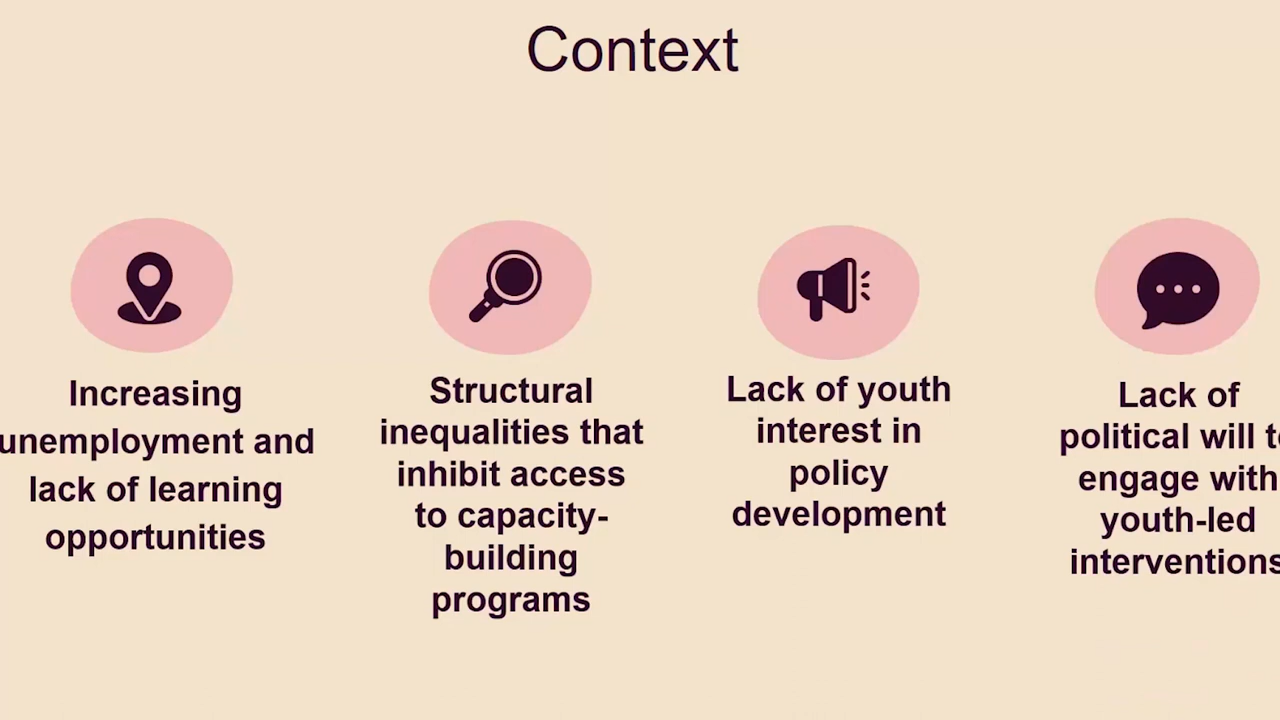 Context
Increasing
unemployment and
lack of learning
opportunities
Structural
inequalities that
inhibit access
to capacity-
building
programs
Lack of youth
interest in
policy
development
Lack of
political will t
engage with
youth-led
interventions